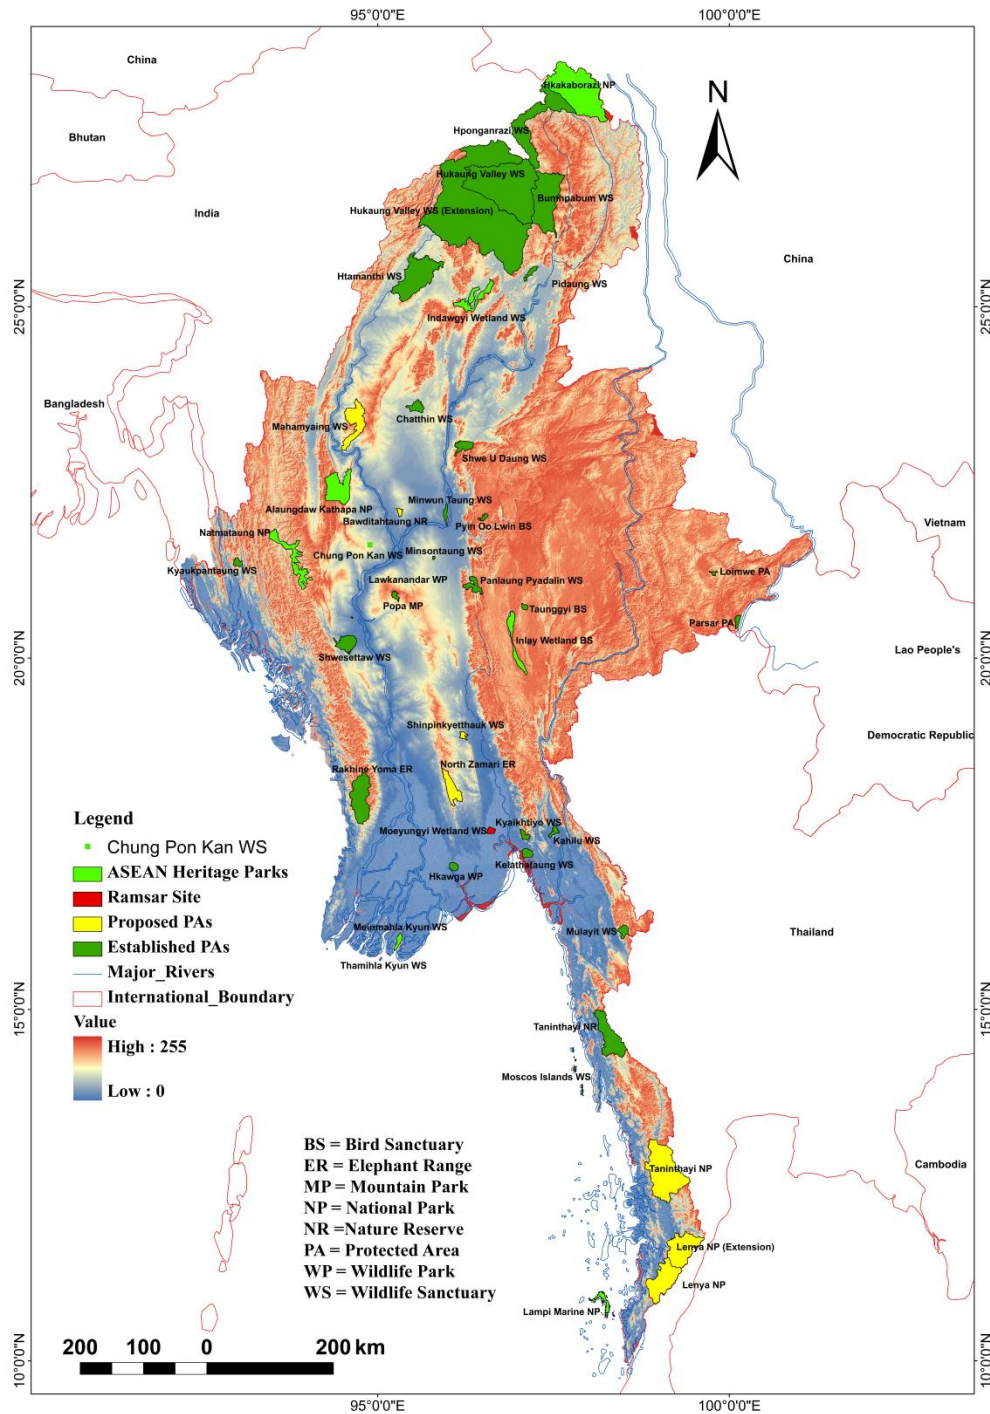 95°0'0"E
100°0'0"E
China
Hkakaborazi NP
N
Bhutan
Hponganrazi WS
Hukaung Valley WS
Bumhpabum WS
India
Hukaung Valley WS (Extension)
China
Htamanthi WS
Pidaung WS
25°0'0"N
25°0'0"N
Indawgyi Wetland WS
Bangladesh
Chatthin WS
Mahamyaing WS
Shwe U Daung WS
Minwun Taung WS
Alaungdaw Kathapa NP
Bawditahtaung NR
Pyin Oo Lwin BS
Vietnam
Natmataung NP
Chung Pon Kan WS
Minsontaung WS
Kyaukpantaung WS
Loimwe PA
Lawkanandar WP
Panlaung Pyadalin WS
Popa MP
Taunggyi BS
Parsar PA
Inlay Wetland BS
Shwesettaw WS
Lao People's
20°0'0"N
20°0'0"N
Shinpinkyetthauk WS
Democratic Republic
North Zamari ER
Rakhine Yoma ER
Legend
Kyaikhtiyo WS
Moeyungyi Wetland WS
Kahilu WS
Chung Pon Kan WS
Kelathataung WS
ASEAN Heritage Parks
Hkawga WP
Ramsar Site
Proposed PAs
Meinmahla Kyun WS
Mulayit WS
Thailand
Established PAs
Thamihla Kyun WS
Major_Rivers
International_Boundary
15°0'0"N
15°0'0"N
Value
Taninthayi NR
High : 255
Moscos Islands WS
Low : 0
BS = Bird Sanctuary
ER = Elephant Range
Taninthayi NP
Cambodia
MP = Mountain Park
NP = National Park
NR =Nature Reserve
PA = Protected Area
Lenya NP (Extension)
WP = Wildlife Park
Lenya NP
WS = Wildlife Sanctuary
Lampi Marine NP
200 100 0 200 km
10°0'0"N
10°0'0"N
95°0'0"E
100°0'0"E